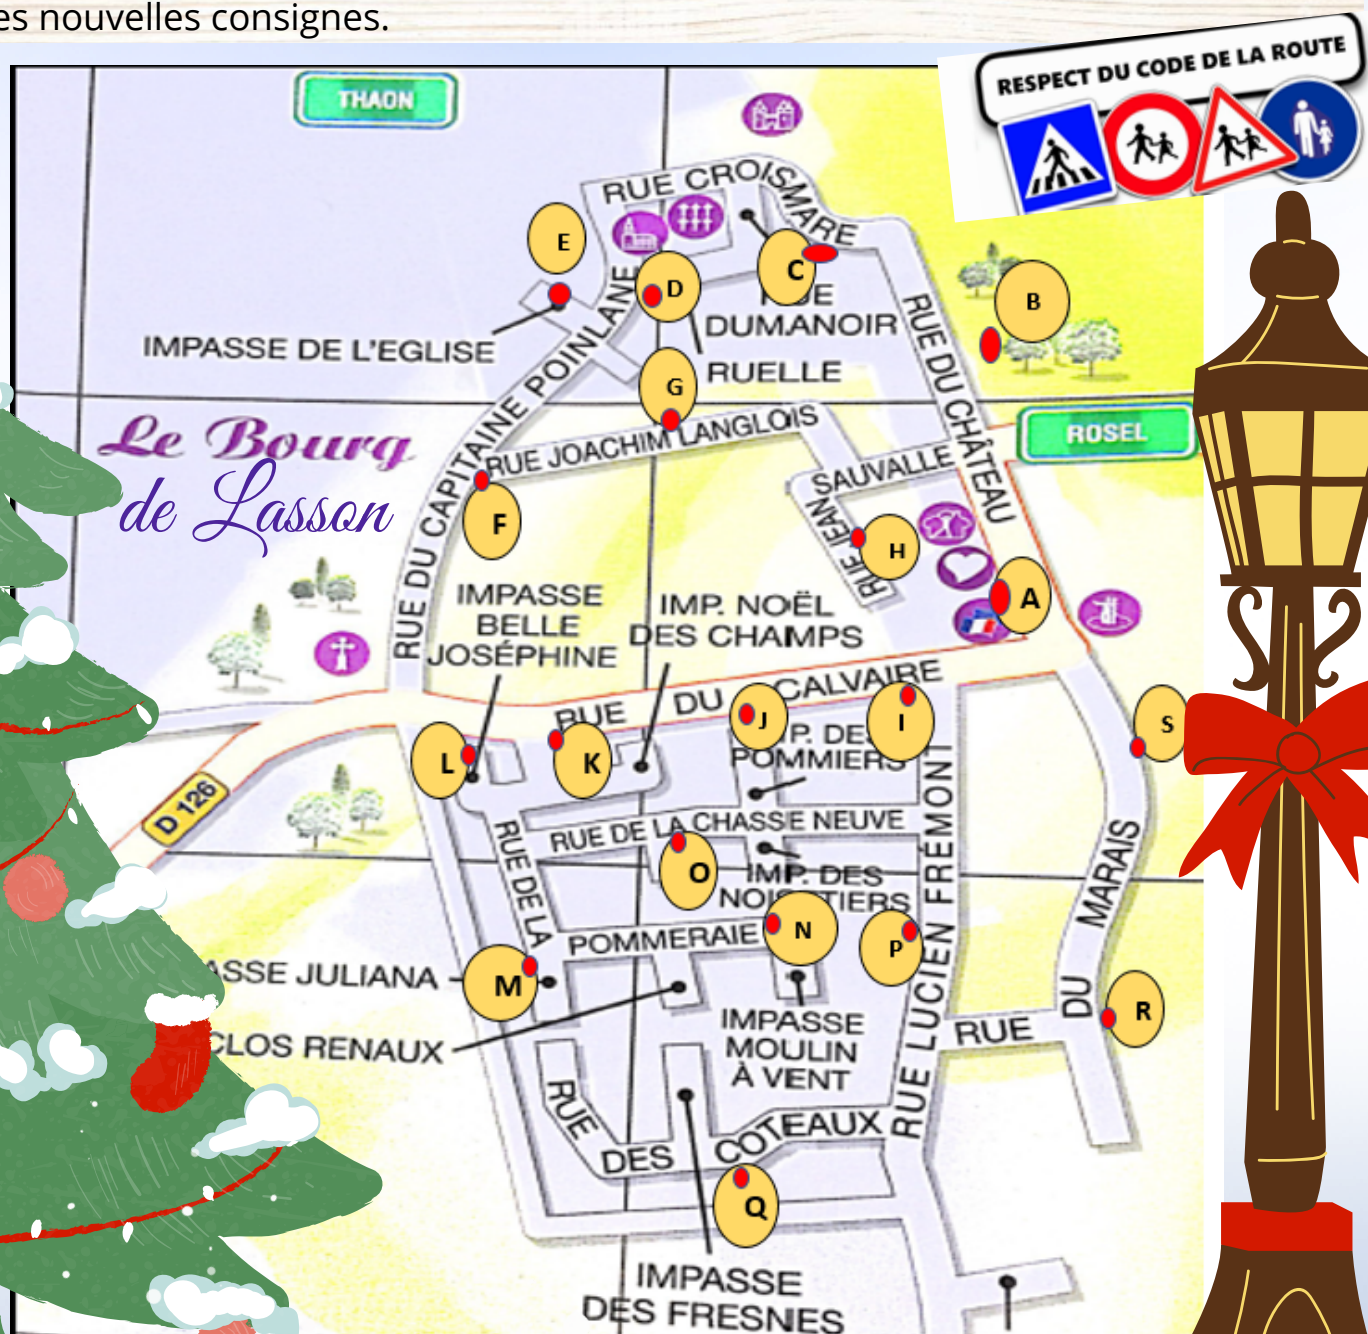 es nouvelles consignes.
RESPECT DU CODE DE LA ROUTE
THAON
RUE CROISMARE
E
D
C
B
RUE DU CHÂTEAU
DUMANOIR
IMPASSE DE L'EGLISE
RUELLE
G
RUE DU CAPITAINE POINLANE
RUE JOACHIM LANGLOIS
ROSEL
Le Bourg
de Lasson
SAUVALLE
RUE JEAN
F
H
A
IMPASSE
BELLE
JOSÉPHINE
IMP. NOËL
DES CHAMPS
RUE DU CALVAIRE
J
I
S
L
K
POMMIERS
D 126
RUE DE LA CHASSE NEUVE
RUE DE LA
POMMERAIE
O
IMP. DES
NOISETIERS
N
P
RUE LUCIEN FRÉMONT
RUE DU MARAIS
ASSE JULIANA
M
CLOS RENAUX
IMPASSE
MOULIN
À VENT
R
RUE DES COTEAUX
Q
IMPASSE
DES FRESNES